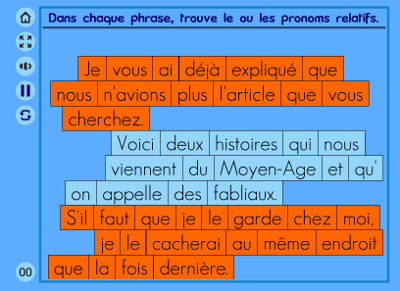 Dans chaque phrase, trouve le ou les pronoms relatifs.
Je vous ai déjà expliqué que
nous n'avions plus l'article que vous
cherchez.
Voici deux histoires qui nous
viennent du Moyen-Age et qu'
on appelle des fabliaux.
S'il faut que je le garde chez moi,
je le cacherai au même endroit
que la fois dernière.
00